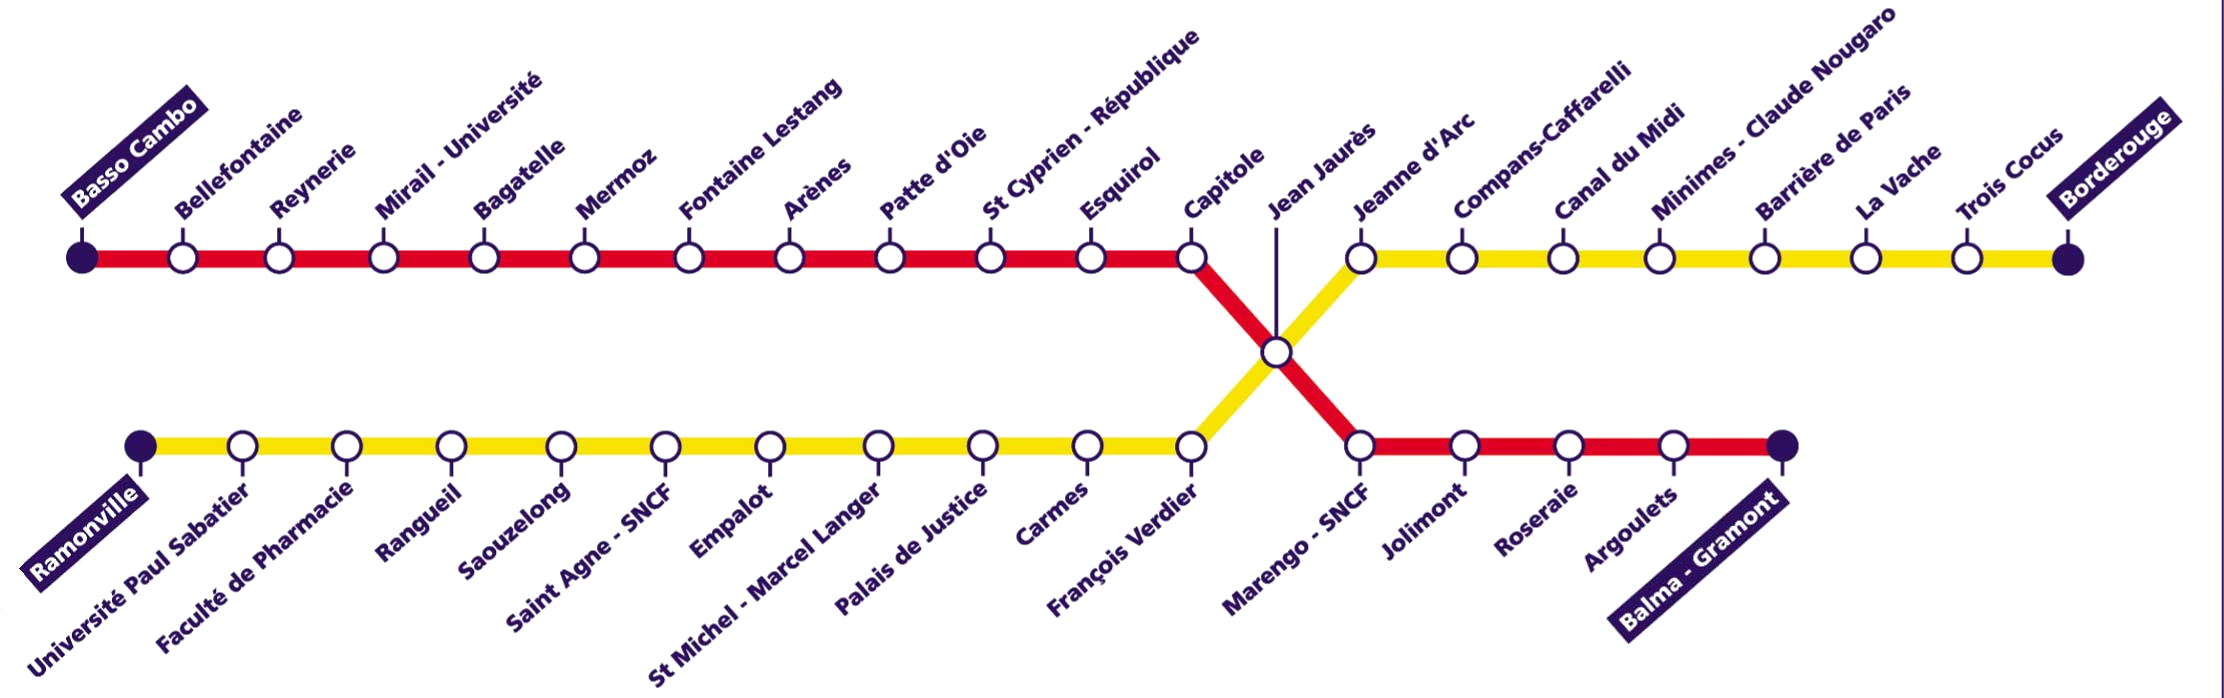 Basso Cambo
Bellefontaine
Reynerie
Mirail - Université
Bagatelle
Mermoz
Fontaine Lestang
Arènes
Patte d'Oie
St Cyprien - République
Esquirol
Capitole
Jean Jaurès
Jeanne d'Arc
Compans-Caffarelli
Canal du Midi
Minimes - Claude Nougaro
Barrière de Paris
La Vache
Trois Cocus
Borderouge
Ramonville
Université Paul Sabatier
Faculté de Pharmacie
Rangueil
Saouzelong
Saint Agne - SNCF
Empalot
St Michel - Marcel Langer
Palais de Justice
Carmes
François Verdier
Marengo - SNCF
Jolimont
Roseraie
Argoulets
Balma - Gramont